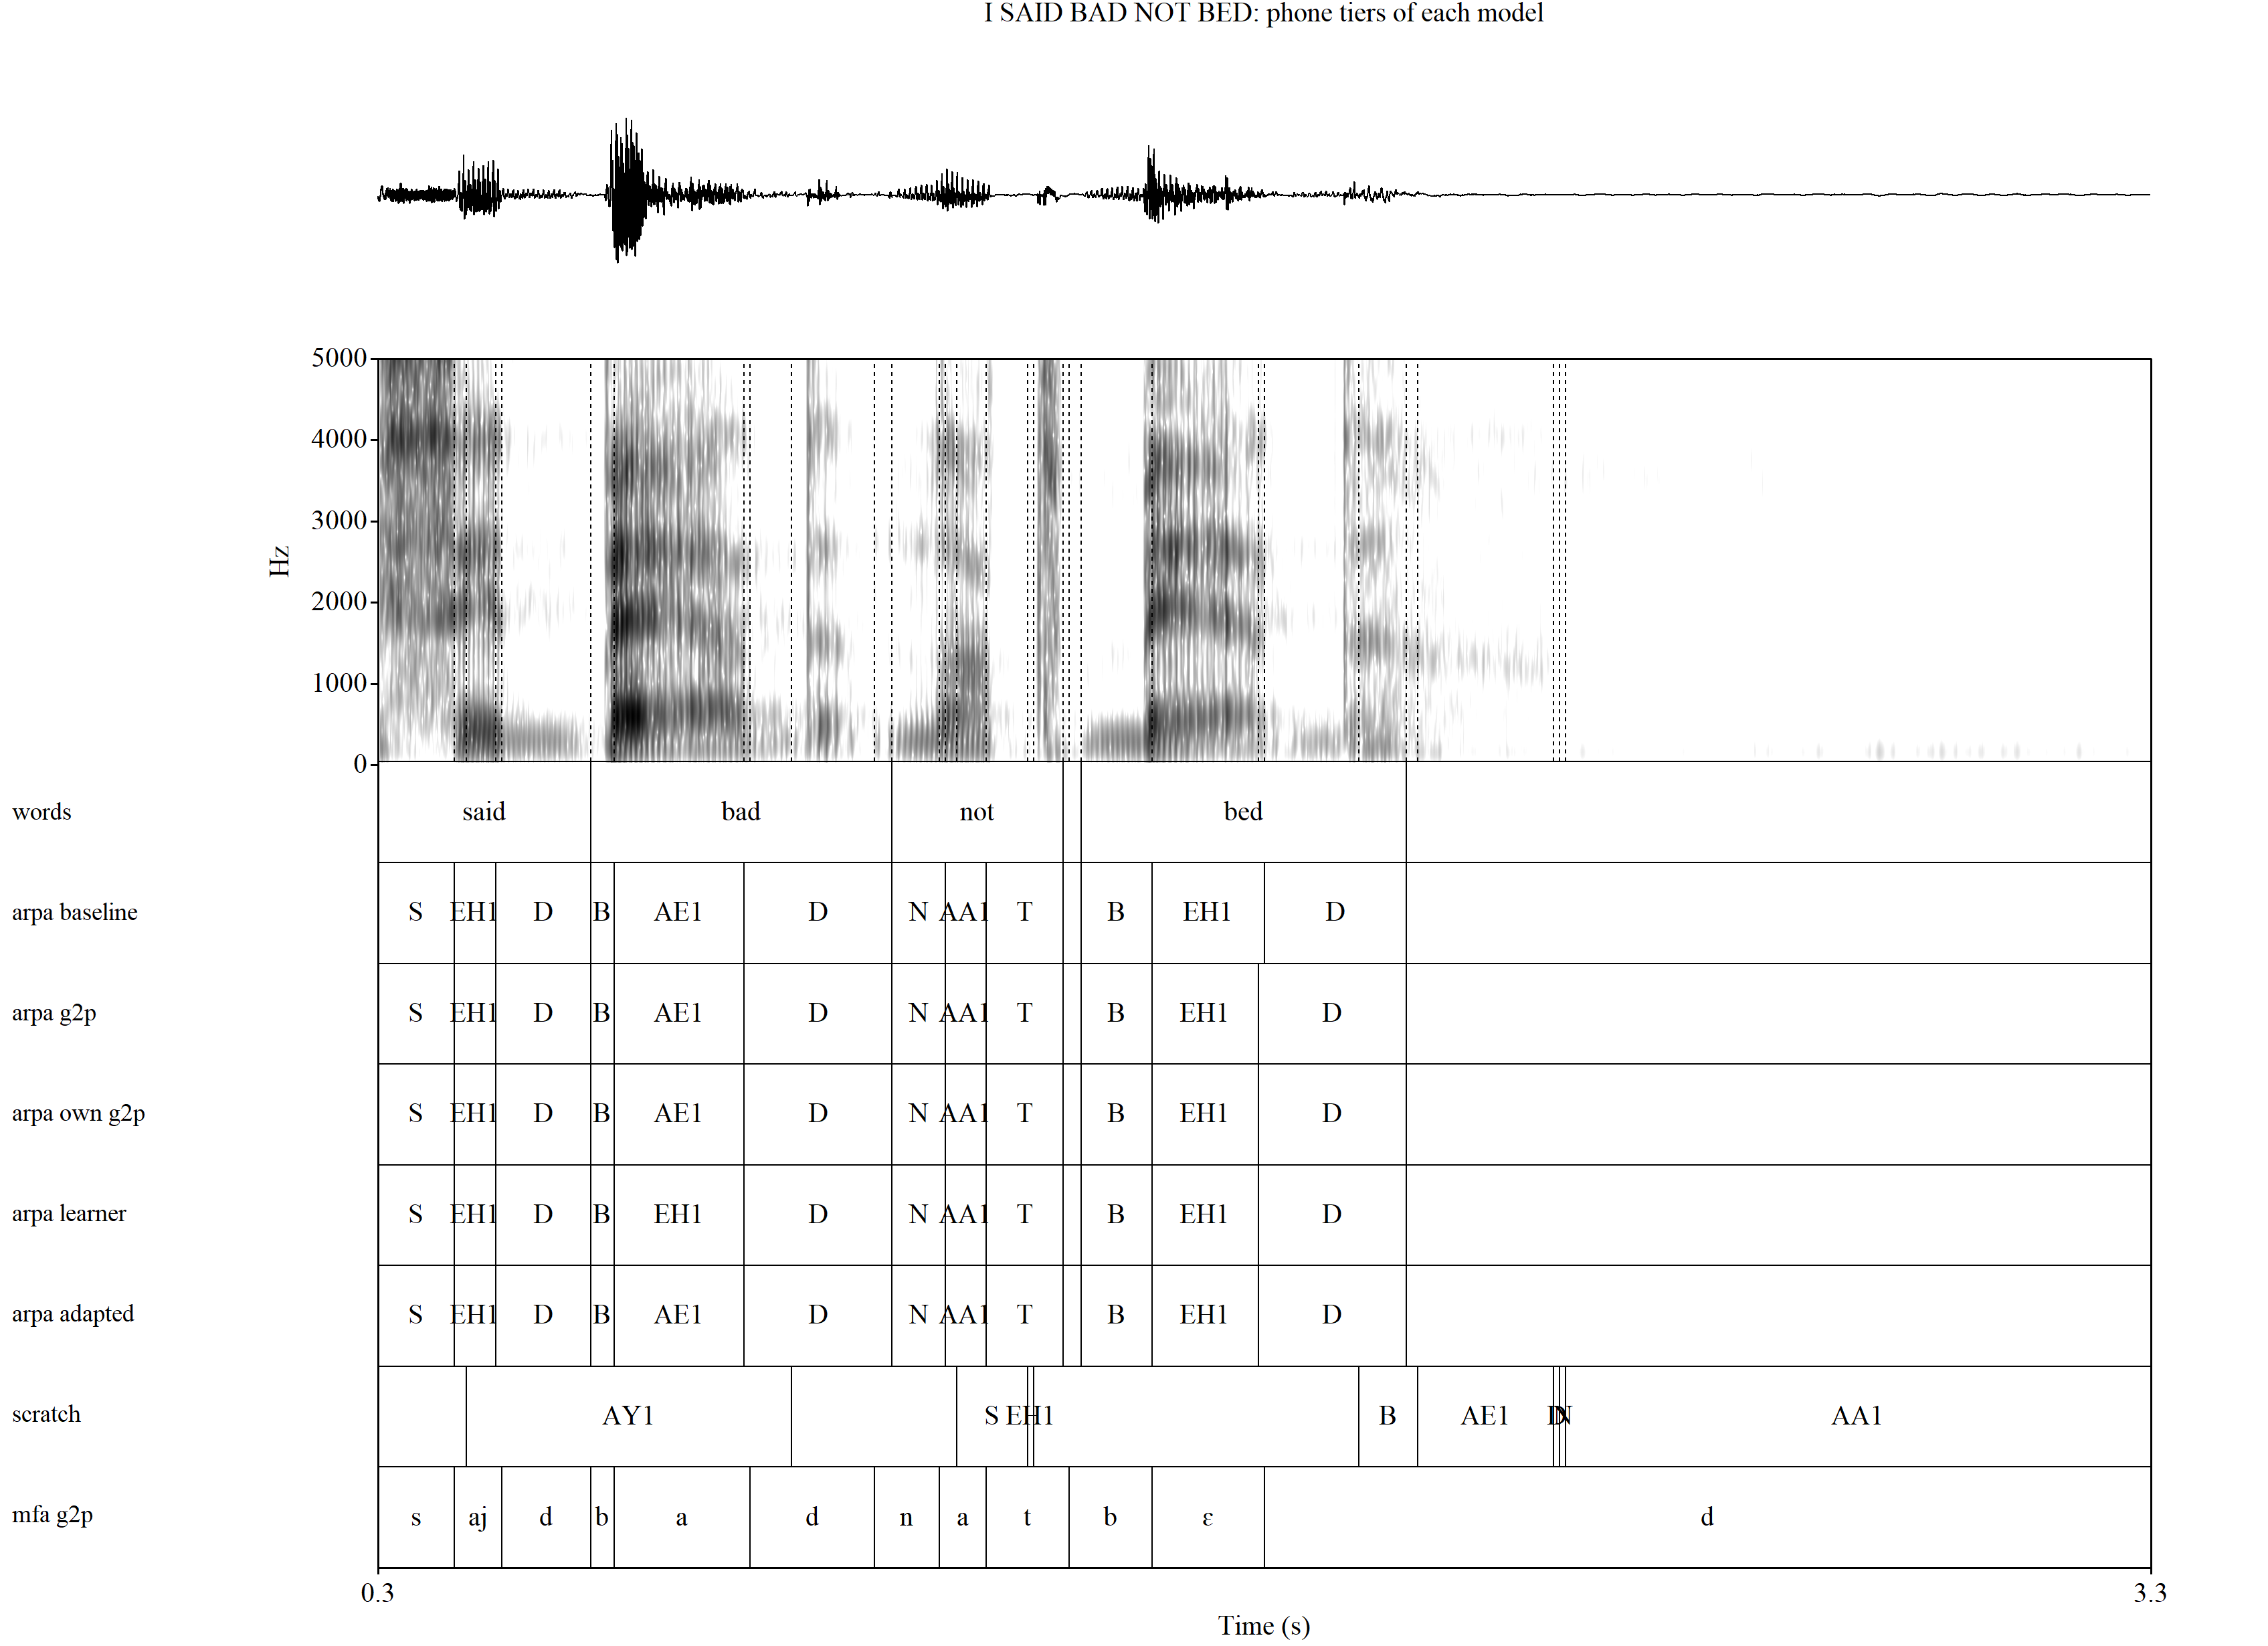 I SAID BAD NOT BED: phone tiers of each model
5000
4000
3000
2000
1000
0
Hz
words said bad not bed
arpa baseline S EH1 D B AE1 D N AA1 T B EH1 D
arpa g2p S EH1 D B AE1 D N AA1 T B EH1 D
arpa own g2p S EH1 D B AE1 D N AA1 T B EH1 D
arpa learner S EH1 D B EH1 D N AA1 T B EH1 D
arpa adapted S EH1 D B AE1 D N AA1 T B EH1 D
scratch AY1 S EH1 B AE1 D N AA1
mfa g2p s aj d b a d n a t b ɛ d
0.3 3.3
Time (s)